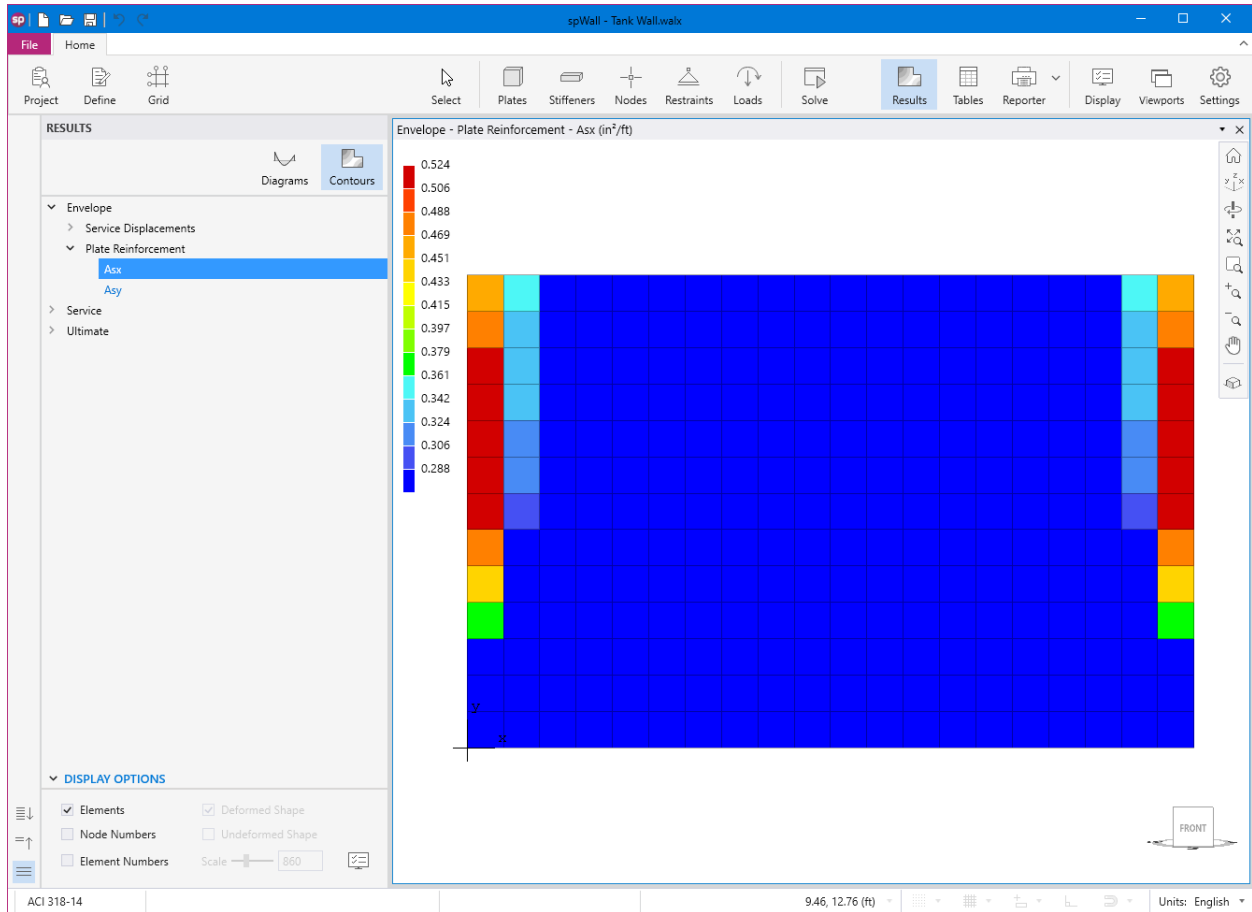 sp
spWall - Tank Wall.walx
File Home
Project Define Grid Select Plates Stiffeners Nodes Restraints Loads Solve Results Tables Reporter Display Viewports Settings
RESULTS
Diagrams Contours
Envelope
Service Displacements
Plate Reinforcement
Asx
Asy
Service
Ultimate
DISPLAY OPTIONS
Elements Deformed Shape
Node Numbers Undeformed Shape
Element Numbers Scale 860
Envelope - Plate Reinforcement - Asx (in²/ft)
0.524
0.506
0.488
0.469
0.451
0.433
0.415
0.397
0.379
0.361
0.342
0.324
0.306
0.288
y
x
z
y x
FRONT
ACI 318-14 9.46, 12.76 (ft) Units: English